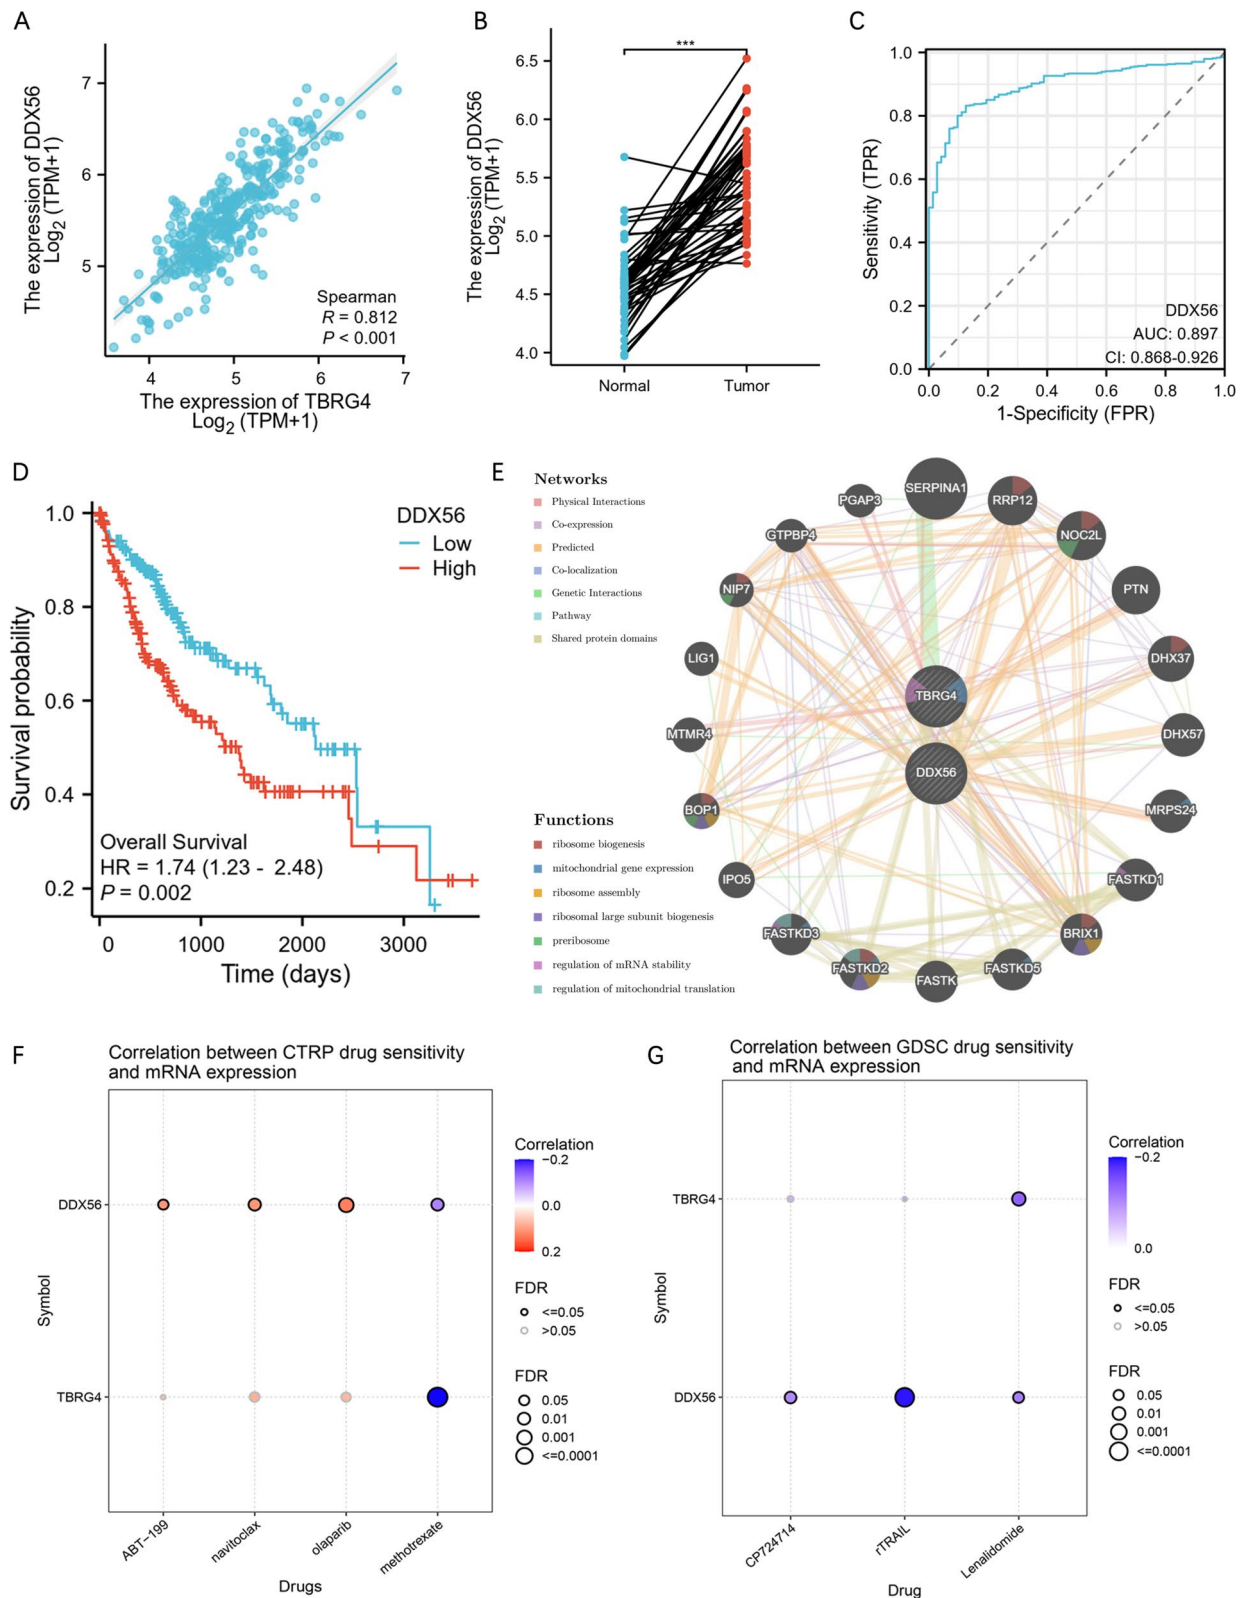 A
The expression of DDX56
Log2 (TPM+1)
7
6
5
Spearman
R = 0.812
P < 0.001
4
5
6
7
The expression of TBRG4
Log2 (TPM+1)
B
The expression of DDX56
Log2 (TPM+1)
***
6.5
6.0
5.5
5.0
4.5
4.0
Normal
Tumor
C
Sensitivity (TPR)
1.0
0.8
0.6
0.4
0.2
0.0
DDX56
AUC: 0.897
CI: 0.868-0.926
0.0
0.2
0.4
0.6
0.8
1.0
1-Specificity (FPR)
D
Survival probability
1.0
0.8
0.6
0.4
0.2
DDX56
Low
High
Overall Survival
HR = 1.74 (1.23 - 2.48)
P = 0.002
0
1000
2000
3000
Time (days)
E
Networks
Physical Interactions
Co-expression
Predicted
Co-localization
Genetic Interactions
Pathway
Shared protein domains
Functions
ribosome biogenesis
mitochondrial gene expression
ribosome assembly
ribosomal large subunit biogenesis
preribosome
regulation of mRNA stability
regulation of mitochondrial translation
SERPINA1
PGAP3
RRP12
GTPBP4
NOC2L
NIP7
PTN
LIG1
DHX37
TBRG4
MTMR4
DHX57
DDX56
BOP1
MRPS24
IPO5
FASTKD1
FASTKD3
BRIX1
FASTKD2
FASTKD5
FASTK
F
Correlation between CTRP drug sensitivity
and mRNA expression
Symbol
DDX56
TBRG4
ABT-199
navitoclax
olaparib
methotrexate
Drugs
Correlation
-0.2
0.0
0.2
FDR
<=0.05
>0.05
FDR
0.05
0.01
0.001
<=0.0001
G
Correlation between GDSC drug sensitivity
and mRNA expression
Symbol
TBRG4
DDX56
CP724714
rTRAIL
Lenalidomide
Drug
Correlation
-0.2
0.0
FDR
<=0.05
>0.05
FDR
0.05
0.01
0.001
<=0.0001